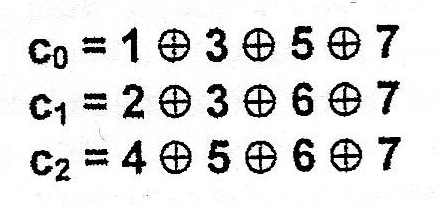 c₀ = 1 ⊕ 3 ⊕ 5 ⊕ 7
c₁ = 2 ⊕ 3 ⊕ 6 ⊕ 7
c₂ = 4 ⊕ 5 ⊕ 6 ⊕ 7